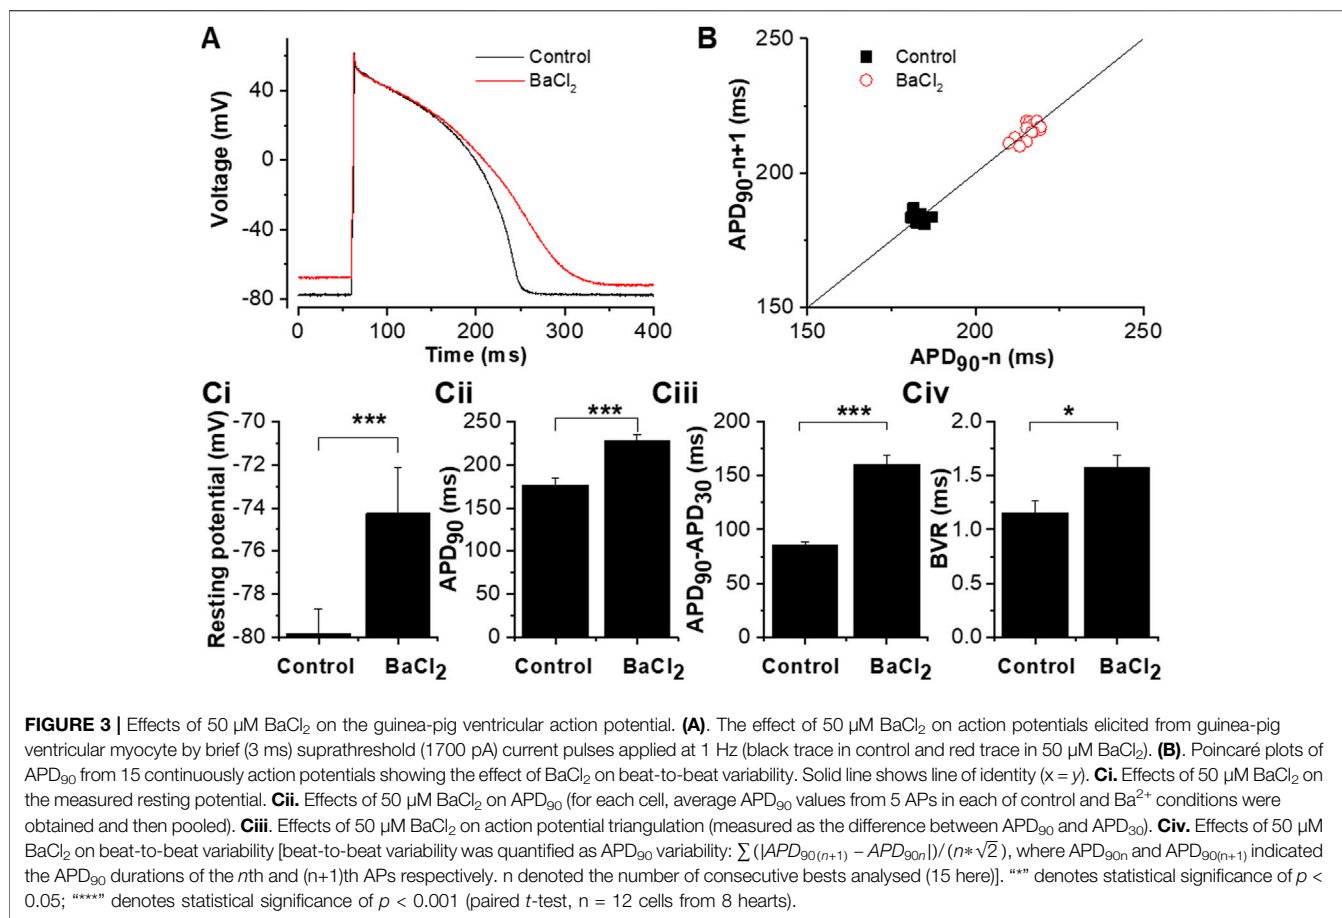 A
Control
BaCl2
Voltage (mV)
40
0
-40
-80
0
100
200
300
400
Time (ms)
B
Control
BaCl2
APD90-n+1 (ms)
250
200
150
150
200
250
APD90-n (ms)
Ci
***
Resting potential (mV)
-70
-72
-74
-76
-78
-80
Control
BaCl2
Cii
***
APD90 (ms)
250
200
150
100
50
0
Control
BaCl2
Ciii
***
APD90-APD30 (ms)
200
150
100
50
0
Control
BaCl2
Civ
*
BVR (ms)
2.0
1.5
1.0
0.5
0.0
Control
BaCl2
FIGURE 3 | Effects of 50 µM BaCl2 on the guinea-pig ventricular action potential. (A). The effect of 50 µM BaCl2 on action potentials elicited from guinea-pig
ventricular myocyte by brief (3 ms) suprathreshold (1700 pA) current pulses applied at 1 Hz (black trace in control and red trace in 50 µM BaCl2). (B). Poincaré plots of
APD90 from 15 continuously action potentials showing the effect of BaCl2 on beat-to-beat variability. Solid line shows line of identity (x = y). Ci. Effects of 50 µM BaCl2 on
the measured resting potential. Cii. Effects of 50 µM BaCl2 on APD90 (for each cell, average APD90 values from 5 APs in each of control and Ba2+ conditions were
obtained and then pooled). Ciii. Effects of 50 µM BaCl2 on action potential triangulation (measured as the difference between APD90 and APD30). Civ. Effects of 50 µM
BaCl2 on beat-to-beat variability [beat-to-beat variability was quantified as APD90 variability: ∑(|APD90(n+1) − APD90n|)/(n∗√2), where APD90n and APD90(n+1) indicated
the APD90 durations of the nth and (n+1)th APs respectively. n denoted the number of consecutive bests analysed (15 here)]. “*” denotes statistical significance of p <
0.05; “***” denotes statistical significance of p < 0.001 (paired t-test, n = 12 cells from 8 hearts).